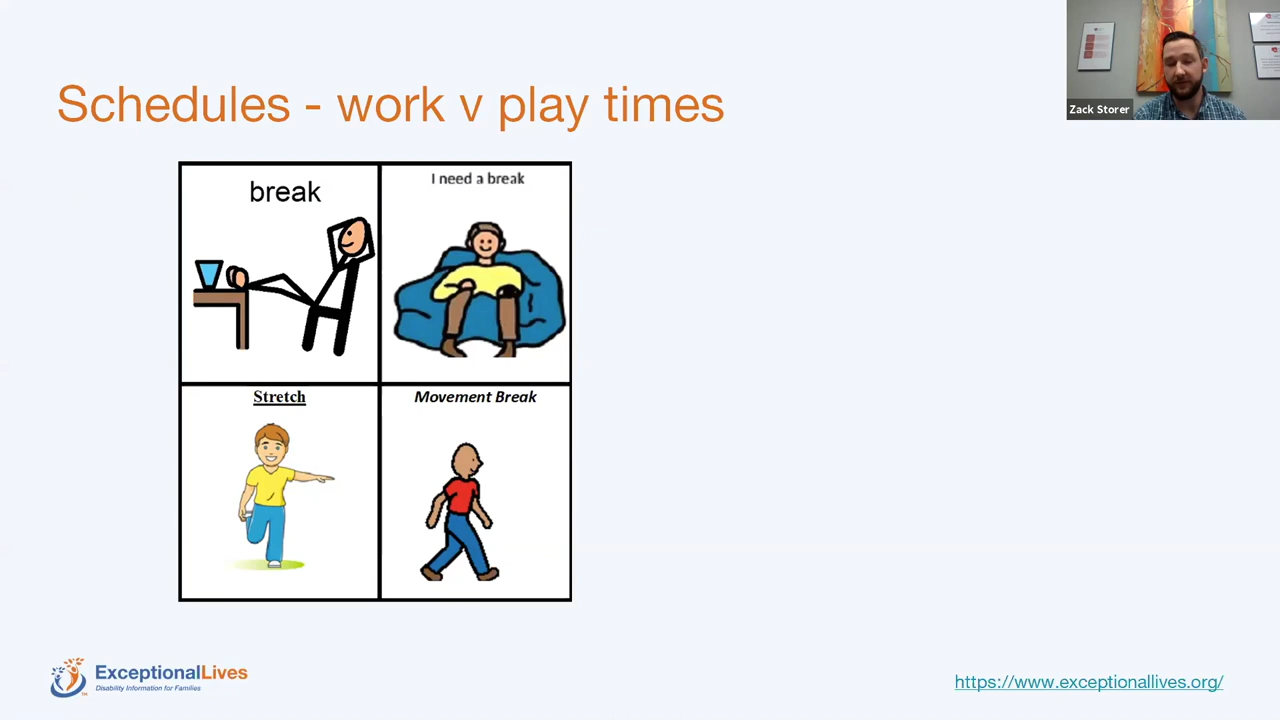 Schedules - work v play times
Zack Storer
break
I need a break
Stretch
Movement Break
ExceptionalLives
Disability Information for Families
https://www.exceptionallives.org/